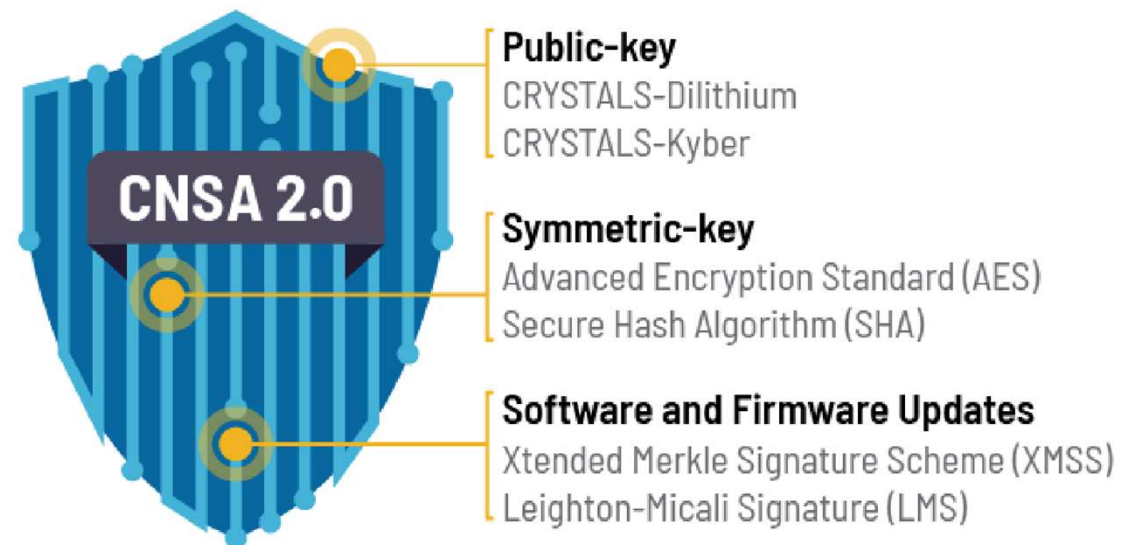 CNSA 2.0
Public-key
CRYSTALS-Dilithium
CRYSTALS-Kyber
Symmetric-key
Advanced Encryption Standard (AES)
Secure Hash Algorithm (SHA)
Software and Firmware Updates
Xtended Merkle Signature Scheme (XMSS)
Leighton-Micali Signature (LMS)